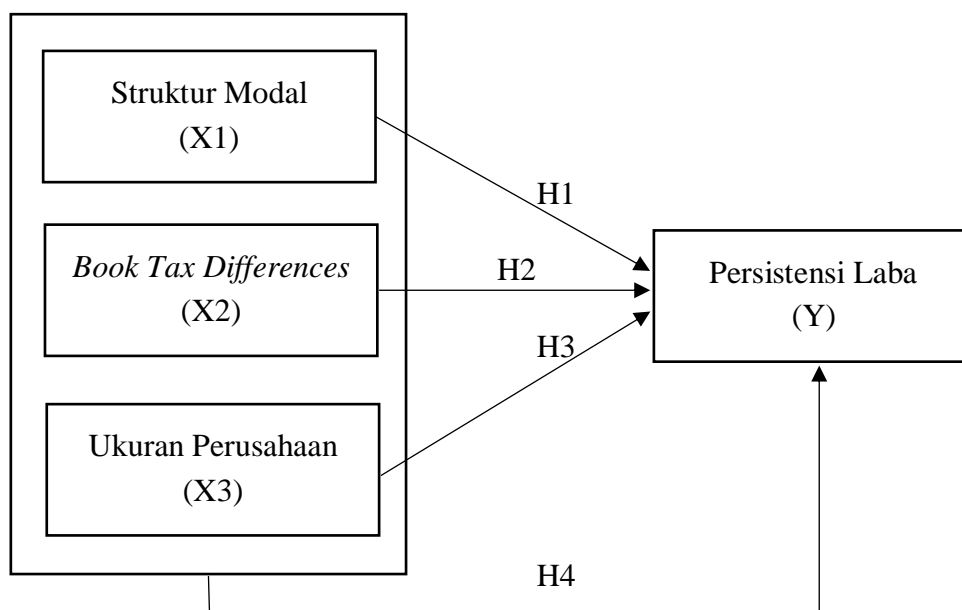 Struktur Modal
(X1)
H1
Book Tax Differences
(X2)
H2
Persistensi Laba
(Y)
H3
Ukuran Perusahaan
(X3)
H4